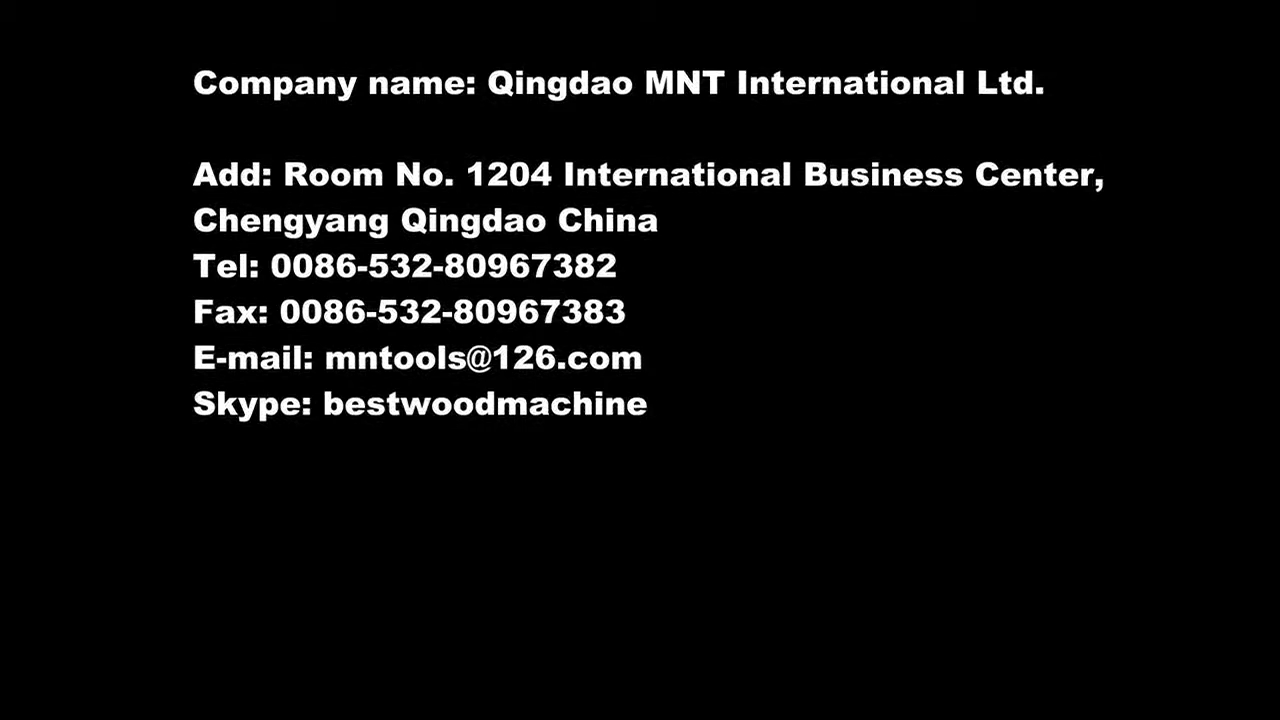 Company name: Qingdao MNT International Ltd.
Add: Room No. 1204 International Business Center,
Chengyang Qingdao China
Tel: 0086-532-80967382
Fax: 0086-532-80967383
E-mail: mntools@126.com
Skype: bestwoodmachine